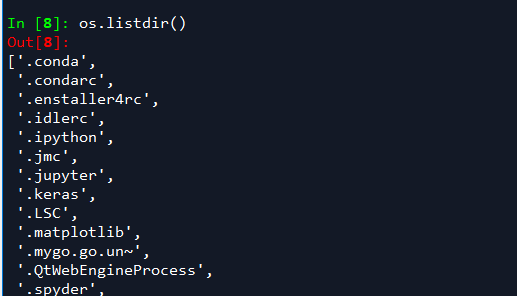 In [8]: os.listdir()
Out[8]:
['.conda',
'.condarc',
'.enstaller4rc',
'.idlerc',
'.ipython',
'.jmc',
'.jupyter',
'.keras',
'.LSC',
'.matplotlib',
'.mygo.go.un~',
'.QtWebEngineProcess',
'.spyder',